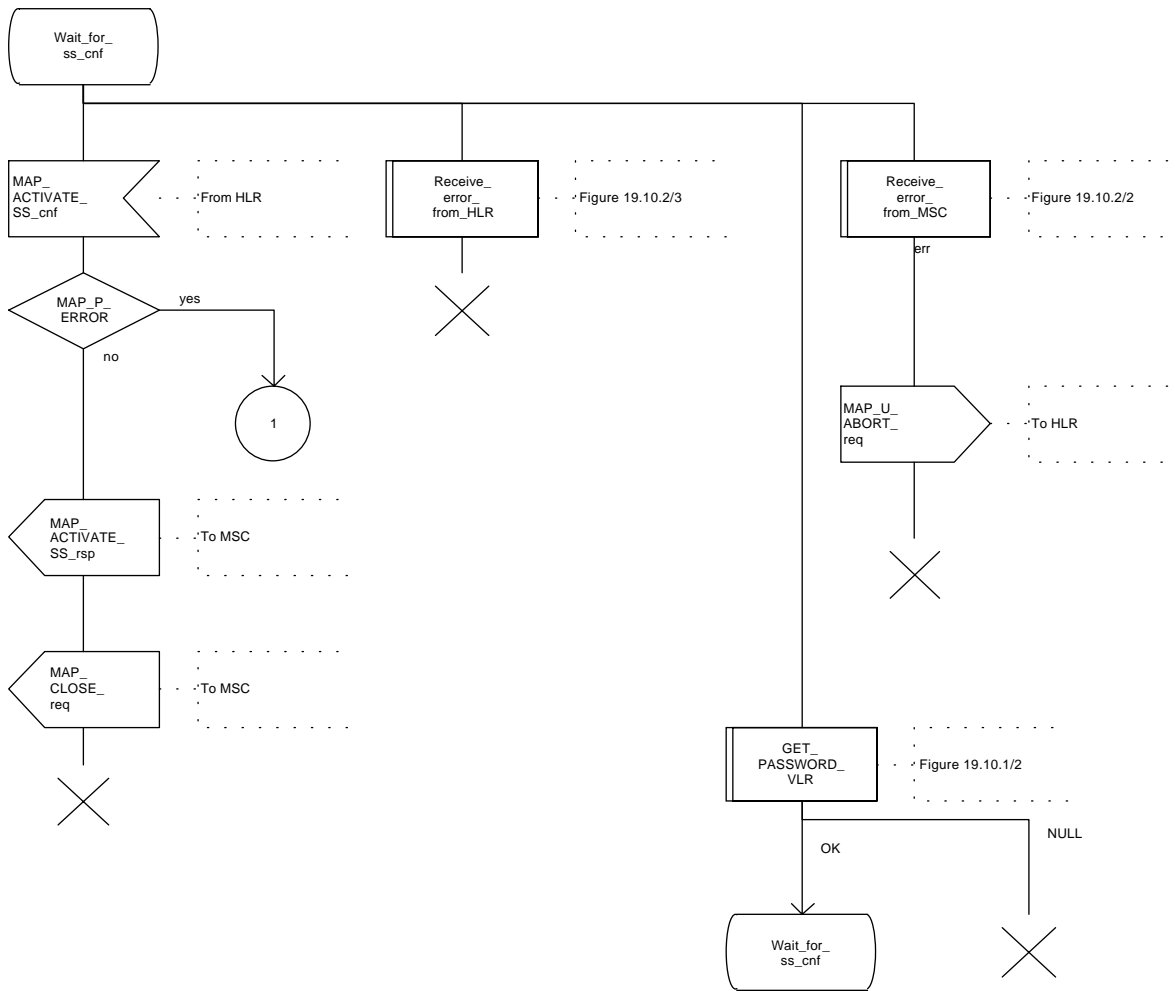 Wait_for_
ss_cnf
MAP_
ACTIVATE_
SS_cnf
From HLR
Receive_
error_
from_HLR
Figure 19.10.2/3
Receive_
error_
from_MSC
Figure 19.10.2/2
err
MAP_P_
ERROR
yes
no
1
MAP_U_
ABORT_
req
To HLR
MAP_
ACTIVATE_
SS_rsp
To MSC
MAP_
CLOSE_
req
To MSC
GET_
PASSWORD_
VLR
Figure 19.10.1/2
OK
NULL
Wait_for_
ss_cnf